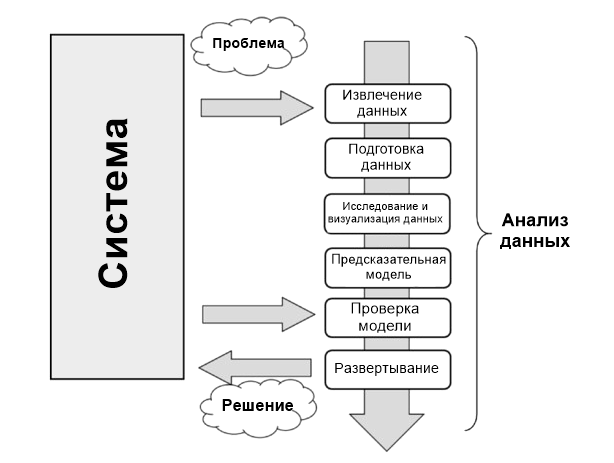 Проблема
Система
Извлечение
данных
Подготовка
данных
Исследование и
визуализация данных
Предсказательная
модель
Проверка
модели
Развертывание
Решение
Анализ
данных